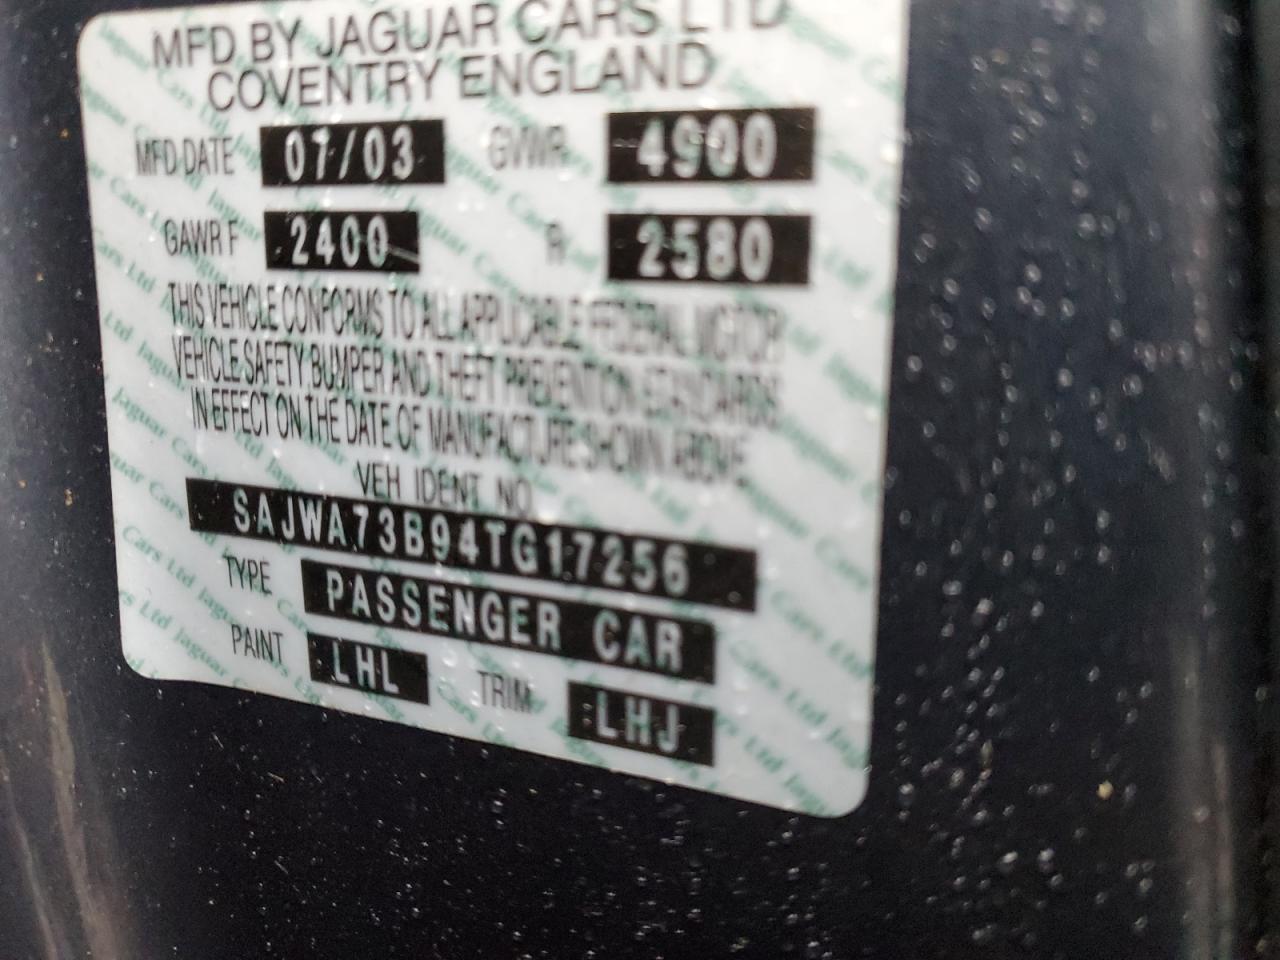 MFD BY JAGUAR CARS LTD
COVENTRY ENGLAND
MFD DATE 07/03 GVWR 4900
GAWR F 2400 R 2580
THIS VEHICLE CONFORMS TO ALL APPLICABLE FEDERAL MOTOR
VEHICLE SAFETY, BUMPER AND THEFT PREVENTION STANDARDS
IN EFFECT ON THE DATE OF MANUFACTURE SHOWN ABOVE.
VEH IDENT NO.
SAJWA73B94TG17256
TYPE PASSENGER CAR
PAINT LHL TRIM LHJ